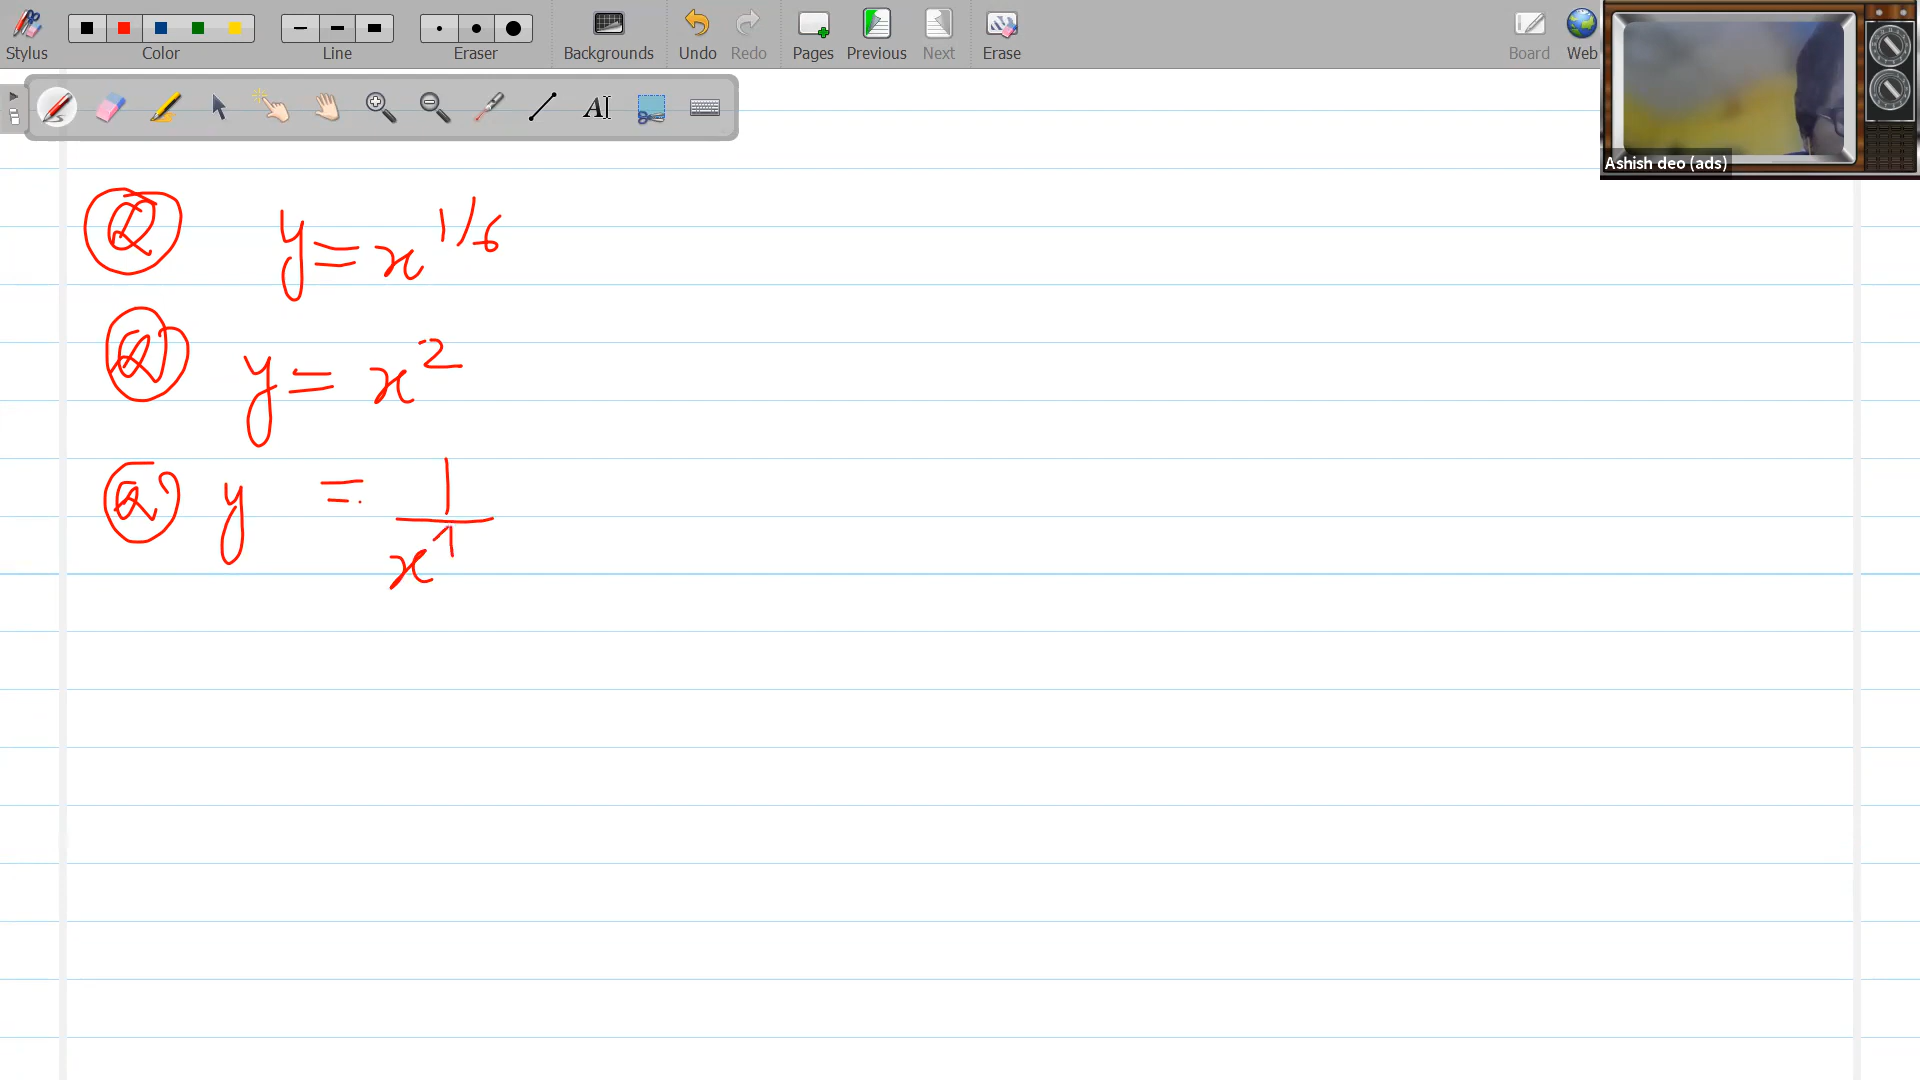 Stylus Color Line Eraser Backgrounds Undo Redo Pages Previous Next Erase Board Web
Ashish deo (ads)
Q y = x^1/6
Q y = x^2
Q y = 1/x^7